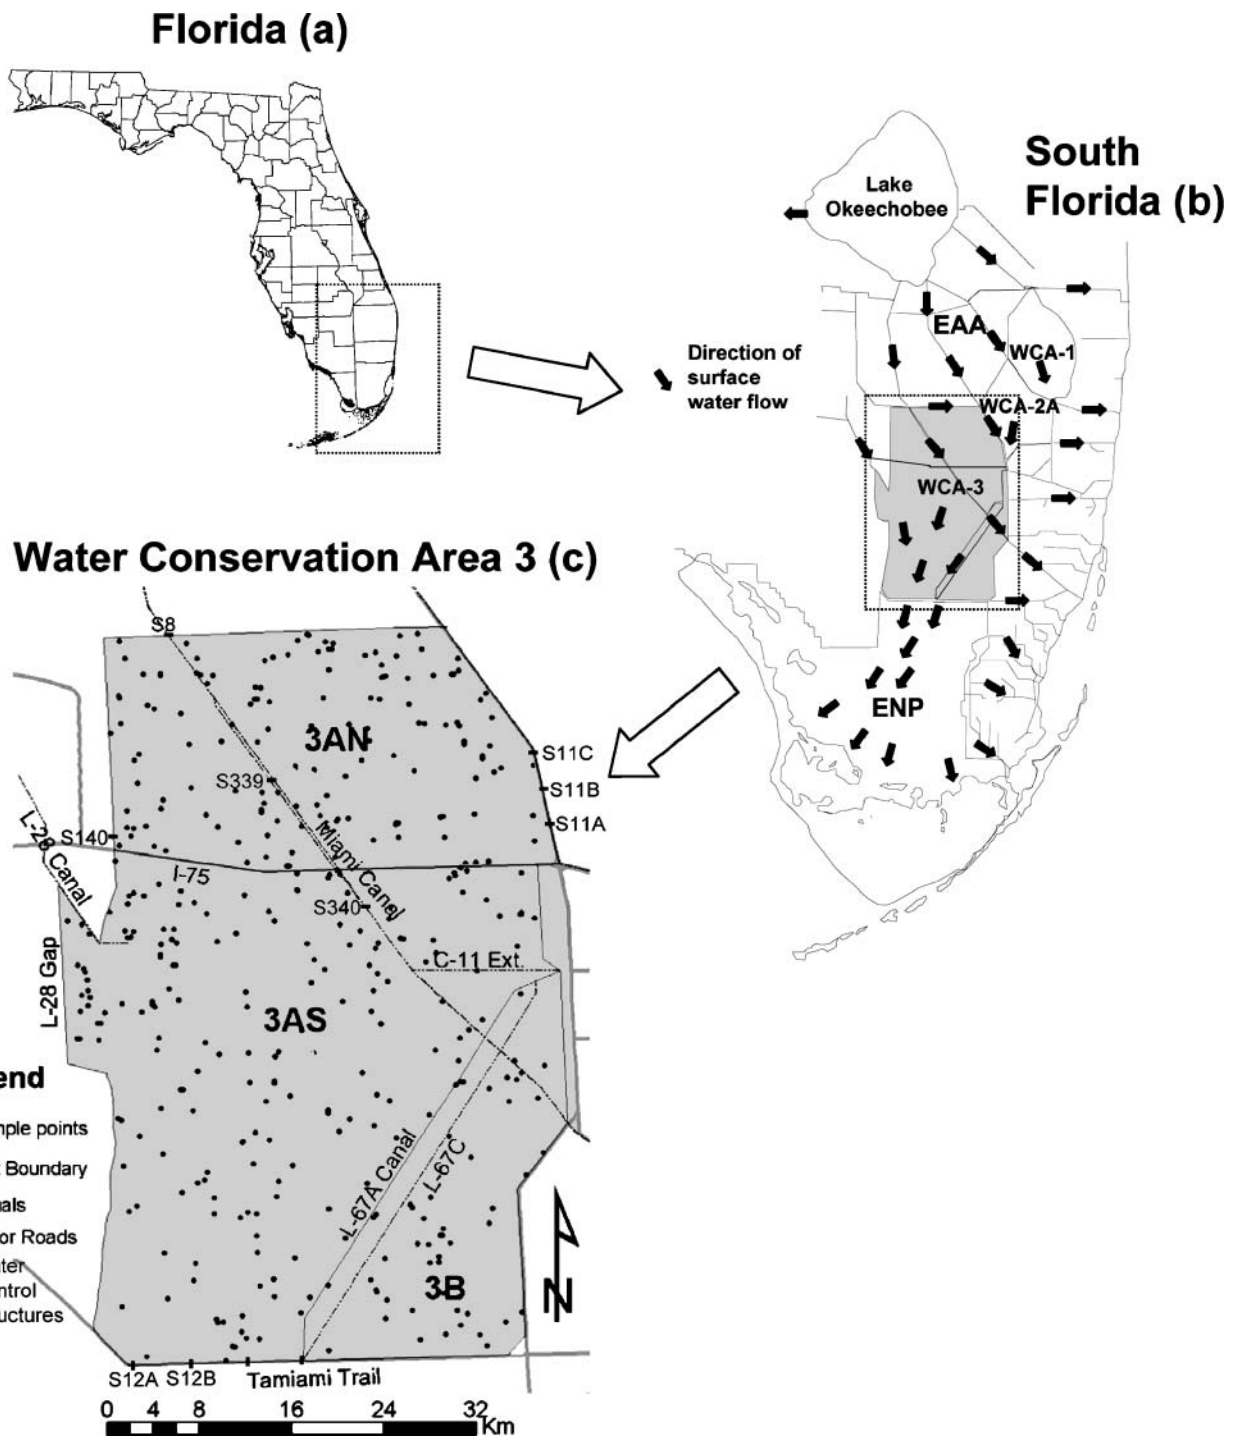 Florida (a)
South
Florida (b)
Lake
Okeechobee
EAA
WCA-1
Direction of
surface
water flow
WCA-2A
WCA-3
ENP
Water Conservation Area 3 (c)
S8
3AN
S11C
S339
S11B
S11A
S140
L-28 Canal
Miami Canal
I-75
S340
C-11 Ext.
L-28 Gap
3AS
end
nple points
Boundary
nals
or Roads
ter
ntrol
uctures
L-67A Canal
L-67C
3B
N
S12A S12B Tamiami Trail
0 4 8 16 24 32
Km